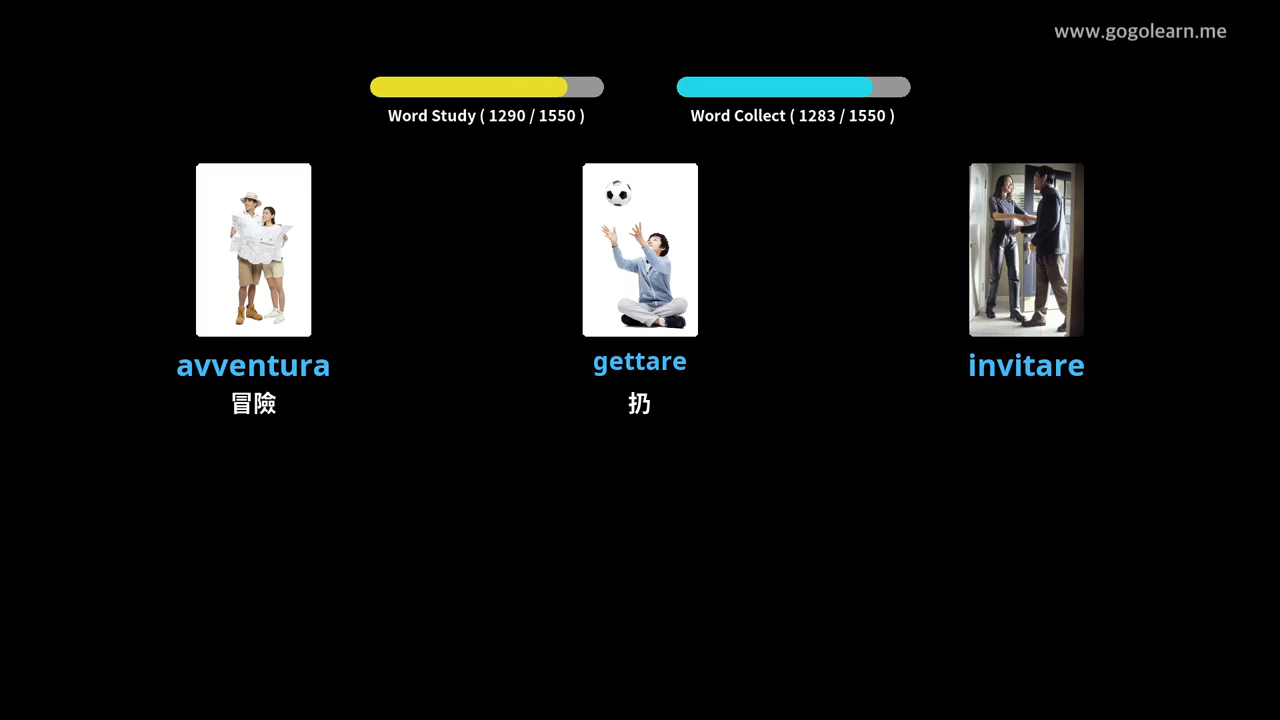 www.gogolearn.me
Word Study ( 1290 / 1550 )
Word Collect ( 1283 / 1550 )
avventura
冒險
gettare
扔
invitare